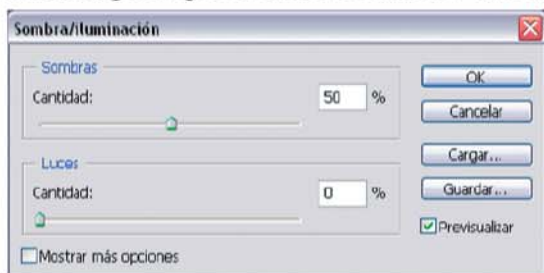 Sombra/iluminación
Sombras
Cantidad: 50 %
Luces
Cantidad: 0 %
Mostrar más opciones
OK
Cancelar
Cargar...
Guardar...
Previsualizar